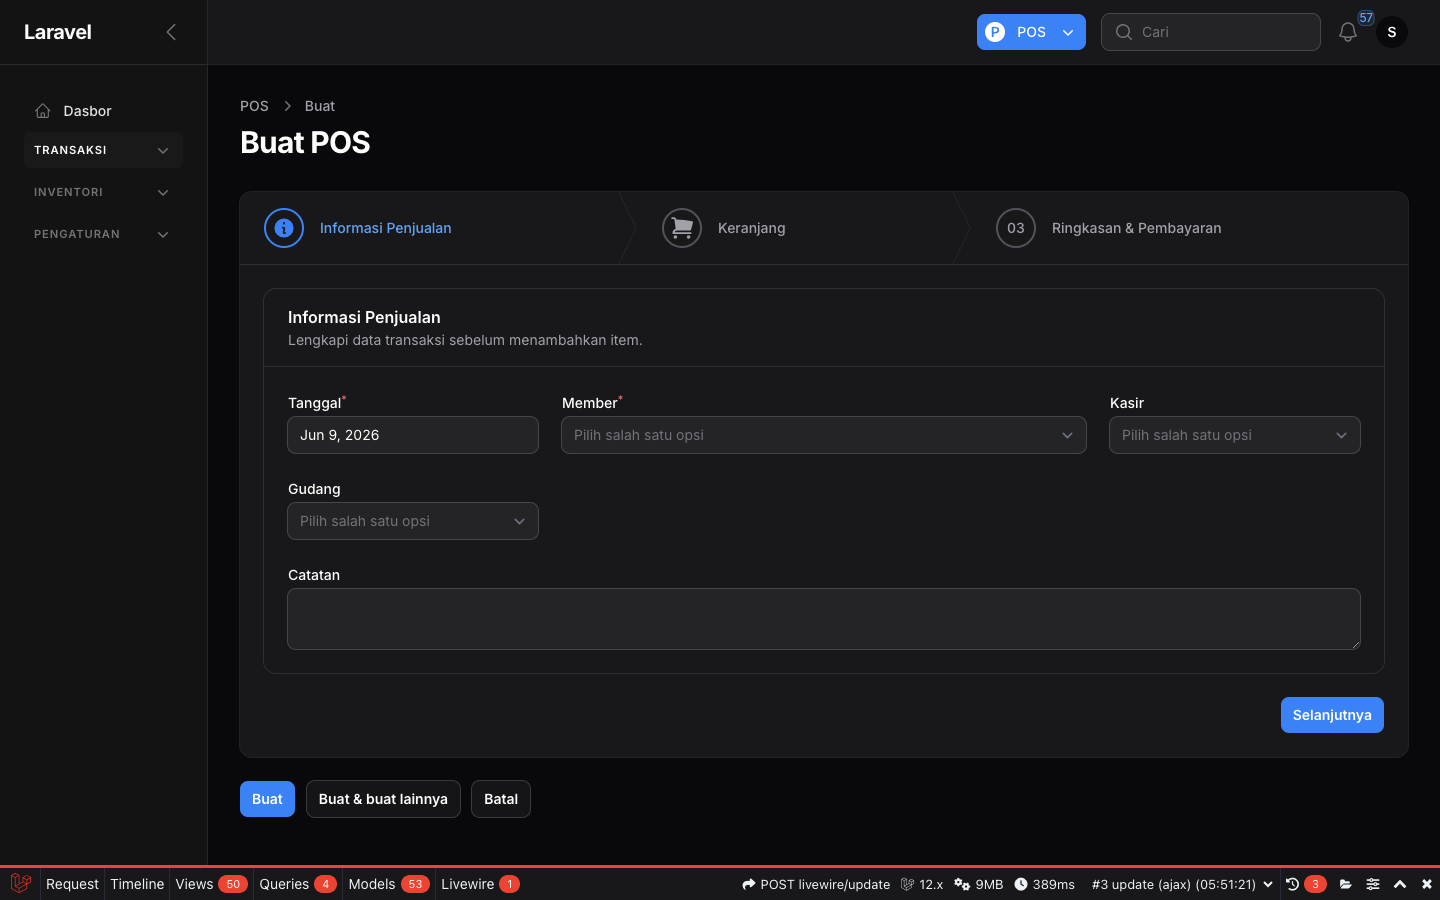 Laravel
P POS
Cari
57
S
Dasbor
TRANSAKSI
INVENTORI
PENGATURAN
POS > Buat
Buat POS
Informasi Penjualan
Keranjang
03 Ringkasan & Pembayaran
Informasi Penjualan
Lengkapi data transaksi sebelum menambahkan item.
Tanggal*
Member*
Kasir
Jun 9, 2026
Pilih salah satu opsi
Pilih salah satu opsi
Gudang
Pilih salah satu opsi
Catatan
Selanjutnya
Buat
Buat & buat lainnya
Batal
Request Timeline Views 50 Queries 4 Models 53 Livewire 1 POST livewire/update 12.x 9MB 389ms #3 update (ajax) (05:51:21) 3